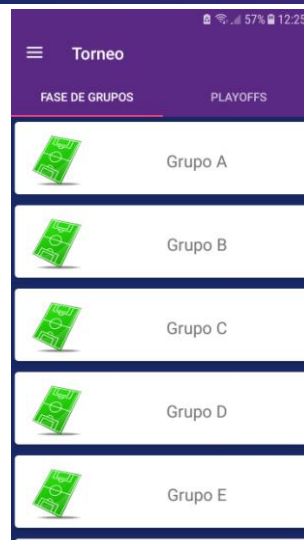 57% 12:25
Torneo
FASE DE GRUPOS PLAYOFFS
Grupo A
Grupo B
Grupo C
Grupo D
Grupo E